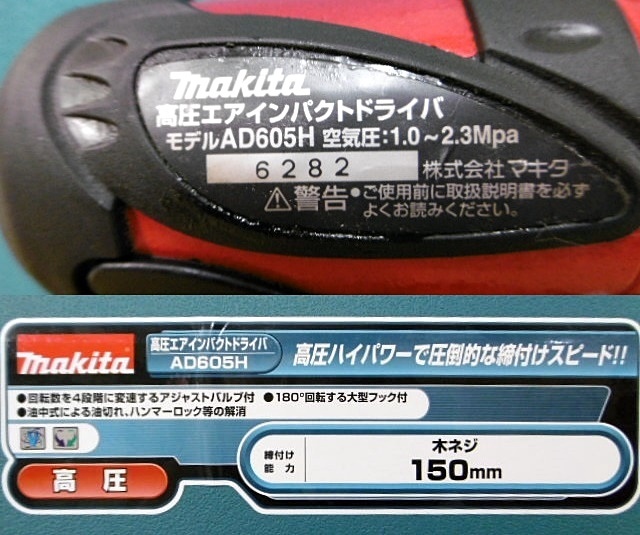 makita
高圧エアインパクトドライバ
モデルAD605H 空気圧:1.0～2.3Mpa
6282 株式会社マキタ
⚠警告 ●ご使用前に取扱説明書を必ず
よくお読みください。
makita
高圧エアインパクトドライバ
AD605H
高圧ハイパワーで圧倒的な締付けスピード!!
●回転数を4段階に変速するアジャストバルブ付 ●180°回転する大型フック付
●油中式による油切れ、ハンマーロック等の解消
高圧
締付け
能力
木ネジ
150mm